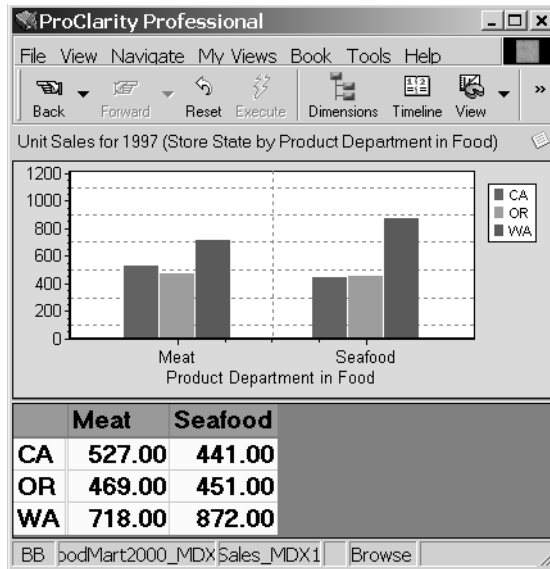 ProClarity Professional
File View Navigate My Views Book Tools Help
Back Forward Reset Execute Dimensions Timeline View »
Unit Sales for 1997 (Store State by Product Department in Food)
1200
1000
800
600
400
200
0
CA
OR
WA
Meat Seafood
Product Department in Food
Meat Seafood
CA 527.00 441.00
OR 469.00 451.00
WA 718.00 872.00
BB oodMart2000_MDX Sales_MDX1 Browse